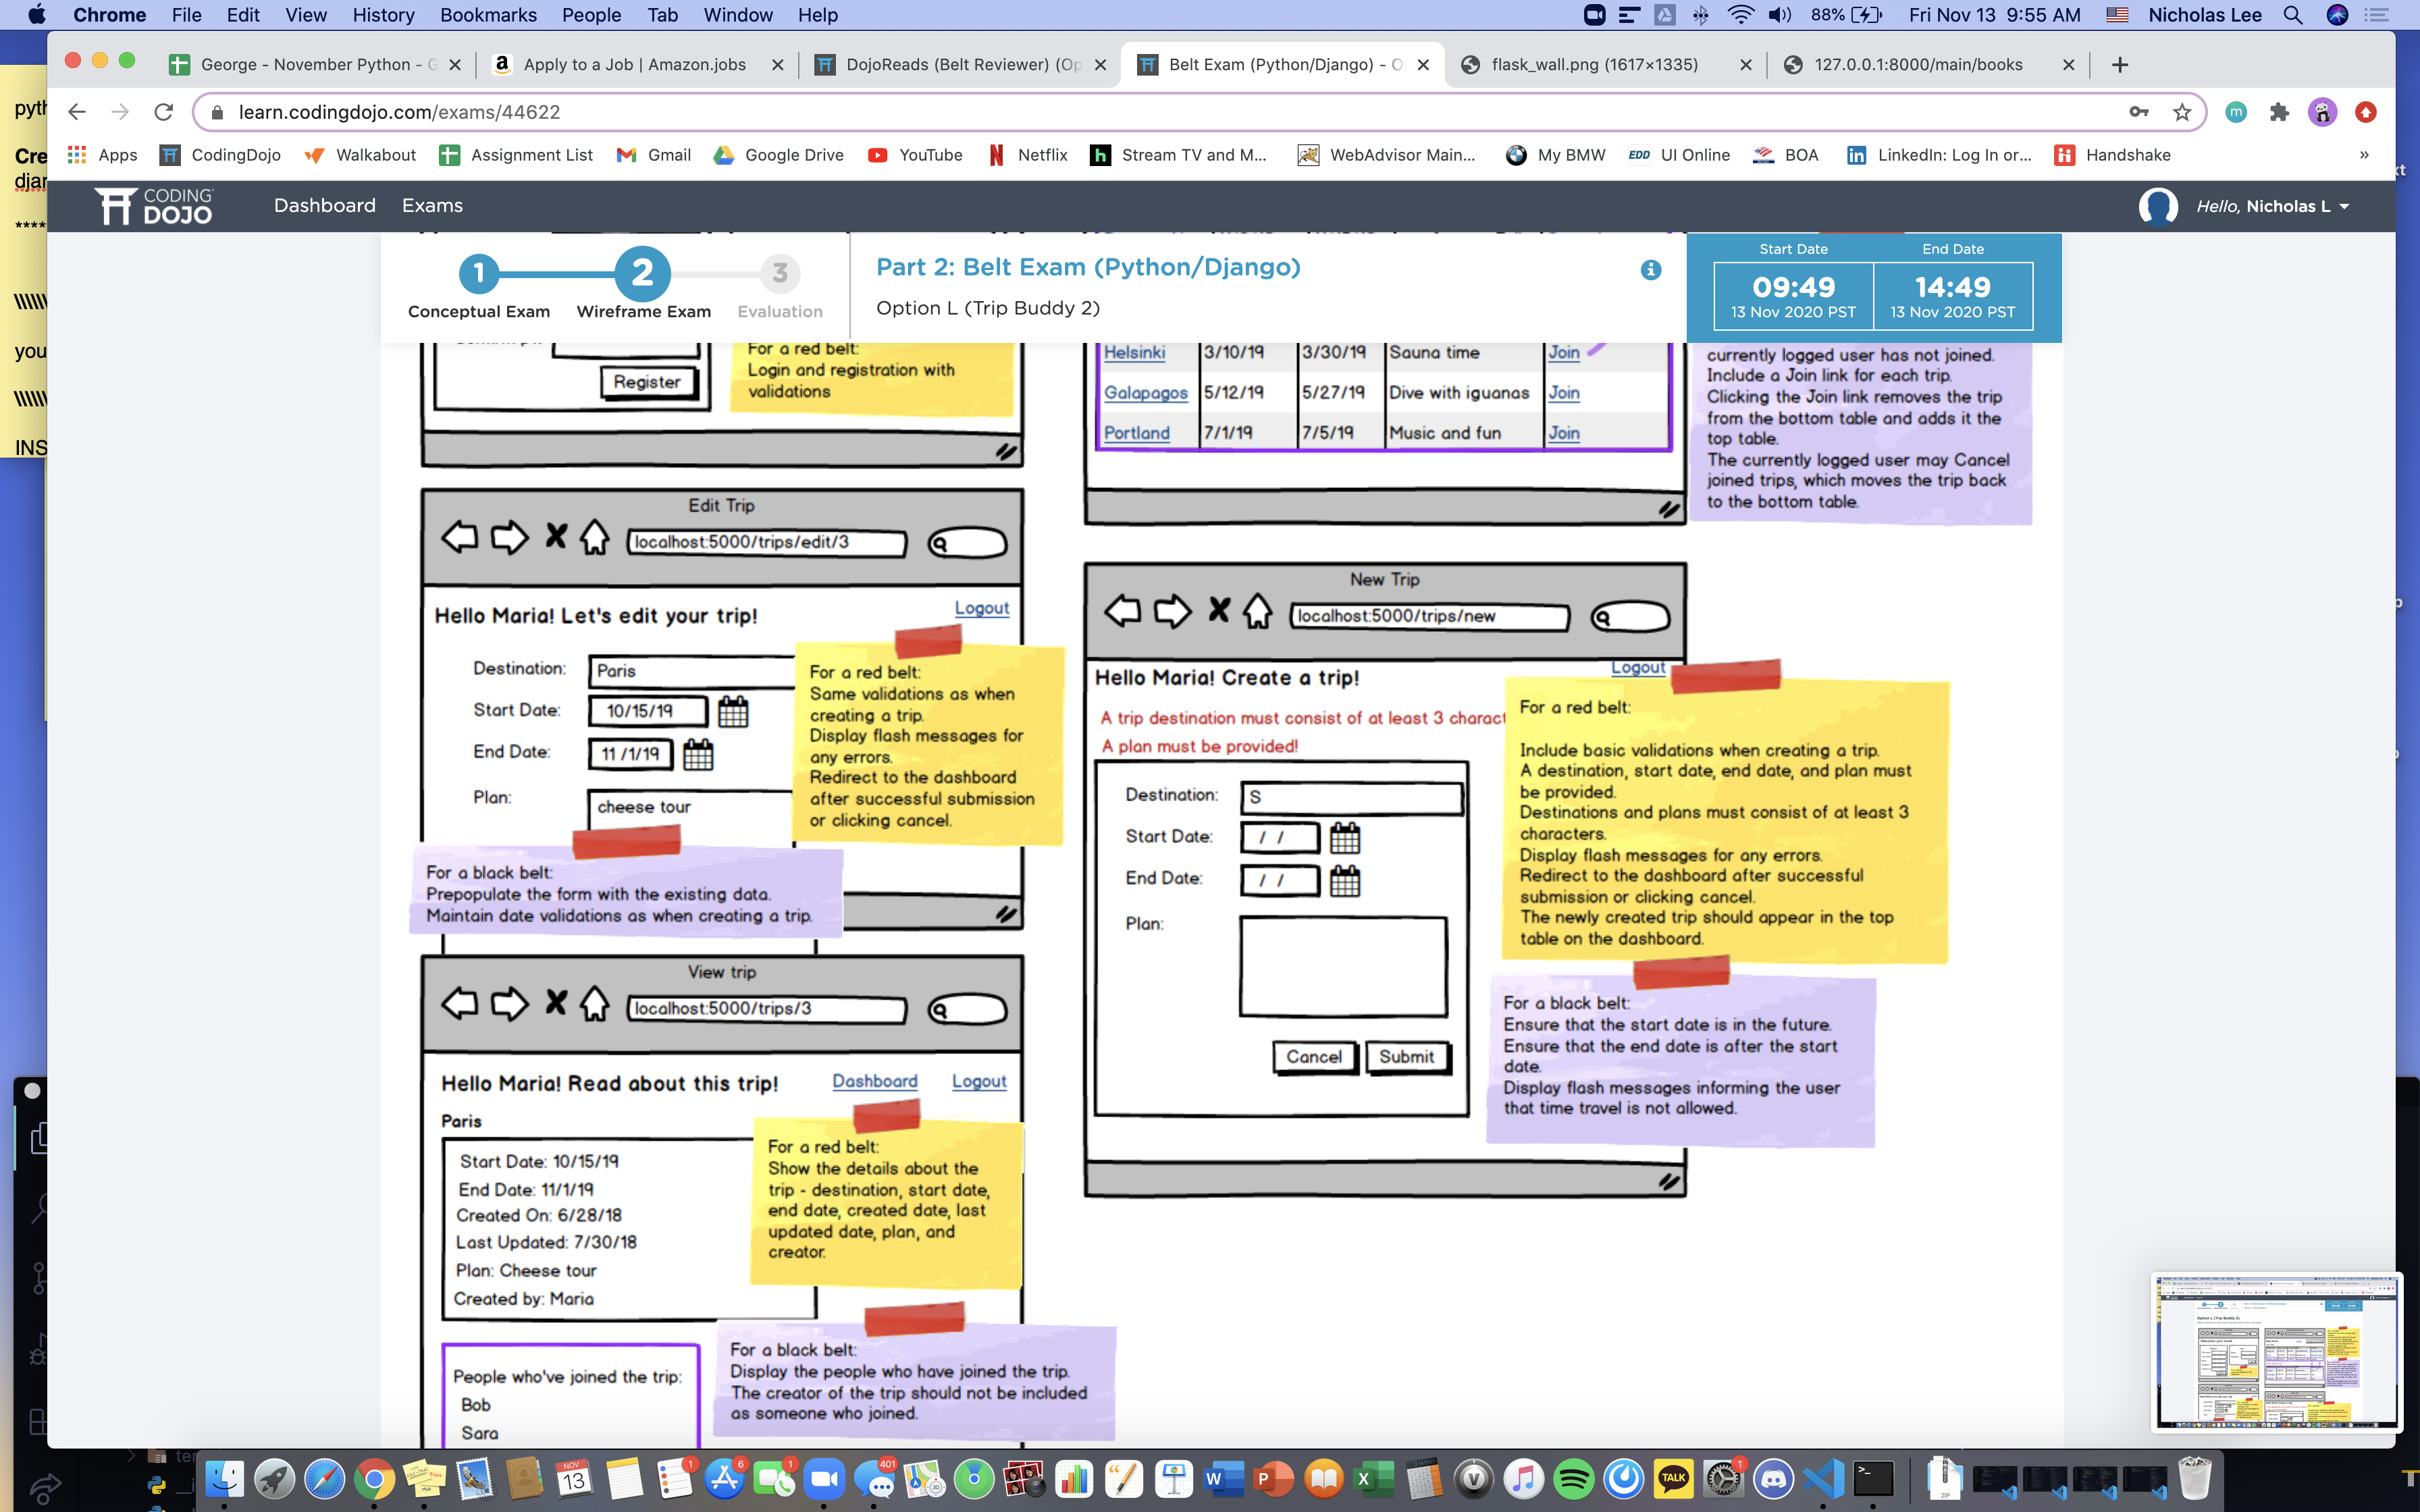 Chrome File Edit View History Bookmarks People Tab Window Help
88% Fri Nov 13 9:55 AM Nicholas Lee
George - November Python - G
Apply to a Job | Amazon.jobs
DojoReads (Belt Reviewer) (Op
Belt Exam (Python/Django) - O
flask_wall.png (1617×1335)
127.0.0.1:8000/main/books
learn.codingdojo.com/exams/44622
m
Apps CodingDojo Walkabout Assignment List Gmail Google Drive YouTube Netflix Stream TV and M... WebAdvisor Main... My BMW UI Online BOA LinkedIn: Log In or... Handshake »
pyth
Cre
djan
****
\\\\\\
you
\\\\\\
INS
CODING DOJO
Dashboard Exams
Hello, Nicholas L
1 2 3
Conceptual Exam Wireframe Exam Evaluation
Part 2: Belt Exam (Python/Django)
Option L (Trip Buddy 2)
Start Date End Date
09:49 14:49
13 Nov 2020 PST 13 Nov 2020 PST
Register
For a red belt:
Login and registration with
validations
Helsinki 3/10/19 3/30/19 Sauna time Join
Galapagos 5/12/19 5/27/19 Dive with iguanas Join
Portland 7/1/19 7/5/19 Music and fun Join
currently logged user has not joined.
Include a Join link for each trip.
Clicking the Join link removes the trip
from the bottom table and adds it the
top table.
The currently logged user may Cancel
joined trips, which moves the trip back
to the bottom table.
Edit Trip
localhost:5000/trips/edit/3
Hello Maria! Let's edit your trip!
Logout
Destination: Paris
Start Date: 10/15/19
End Date: 11/1/19
Plan: cheese tour
For a red belt:
Same validations as when
creating a trip.
Display flash messages for
any errors.
Redirect to the dashboard
after successful submission
or clicking cancel.
For a black belt:
Prepopulate the form with the existing data.
Maintain date validations as when creating a trip.
New Trip
localhost:5000/trips/new
Logout
Hello Maria! Create a trip!
A trip destination must consist of at least 3 charact
A plan must be provided!
Destination: S
Start Date: / /
End Date: / /
Plan:
Cancel Submit
For a red belt:
Include basic validations when creating a trip.
A destination, start date, end date, and plan must
be provided.
Destinations and plans must consist of at least 3
characters.
Display flash messages for any errors.
Redirect to the dashboard after successful
submission or clicking cancel.
The newly created trip should appear in the top
table on the dashboard.
For a black belt:
Ensure that the start date is in the future.
Ensure that the end date is after the start
date.
Display flash messages informing the user
that time travel is not allowed.
View trip
localhost:5000/trips/3
Hello Maria! Read about this trip!
Dashboard Logout
Paris
Start Date: 10/15/19
End Date: 11/1/19
Created On: 6/28/18
Last Updated: 7/30/18
Plan: Cheese tour
Created by: Maria
For a red belt:
Show the details about the
trip - destination, start date,
end date, created date, last
updated date, plan, and
creator.
People who've joined the trip:
Bob
Sara
For a black belt:
Display the people who have joined the trip.
The creator of the trip should not be included
as someone who joined.
NOV
13
1
6
1
401
TALK
1
ZIP